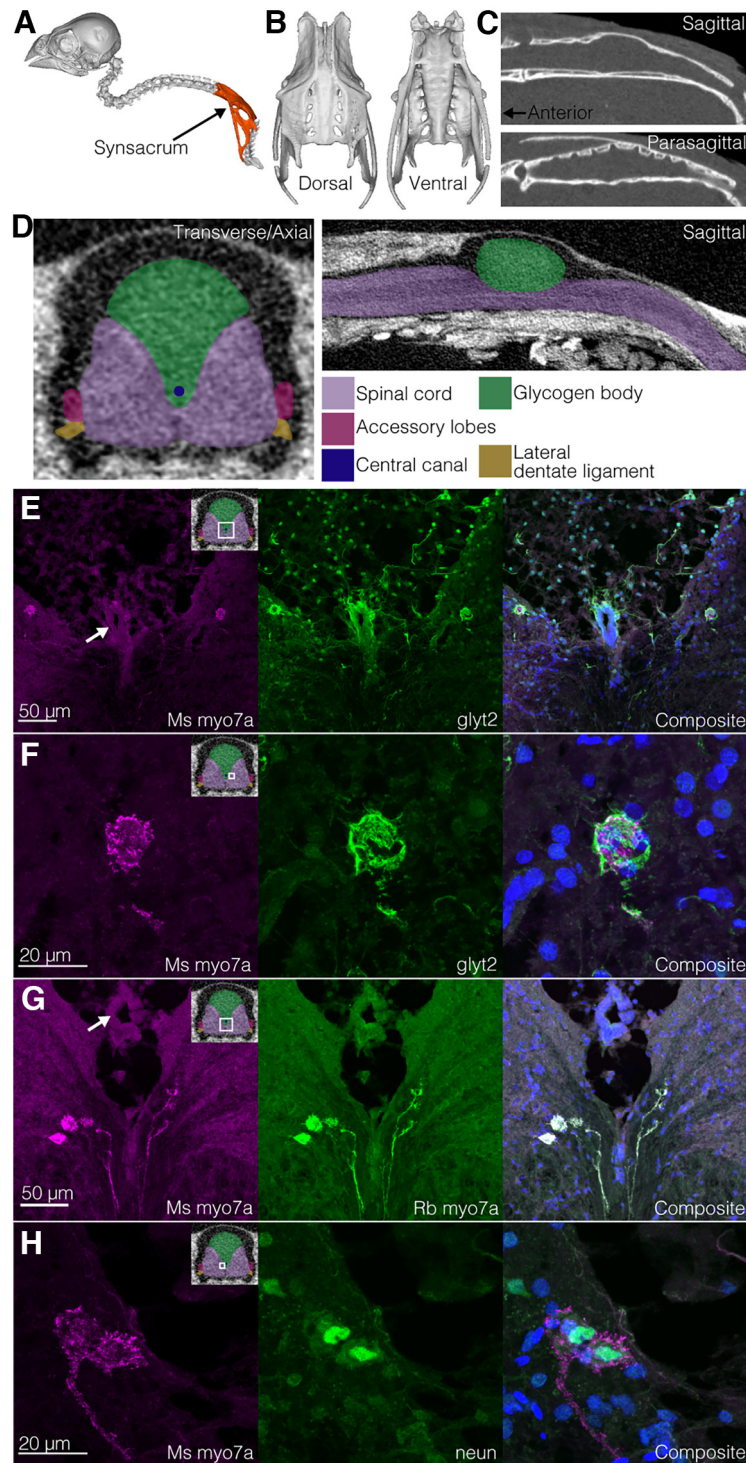 A
Synsacrum
B
Dorsal
Ventral
C
Sagittal
Anterior
Parasagittal
D
Transverse/Axial
Sagittal
Spinal cord
Glycogen body
Accessory lobes
Central canal
Lateral
dentate ligament
E
50 µm
Ms myo7a
glyt2
Composite
F
20 µm
Ms myo7a
glyt2
Composite
G
50 µm
Ms myo7a
Rb myo7a
Composite
H
20 µm
Ms myo7a
neun
Composite